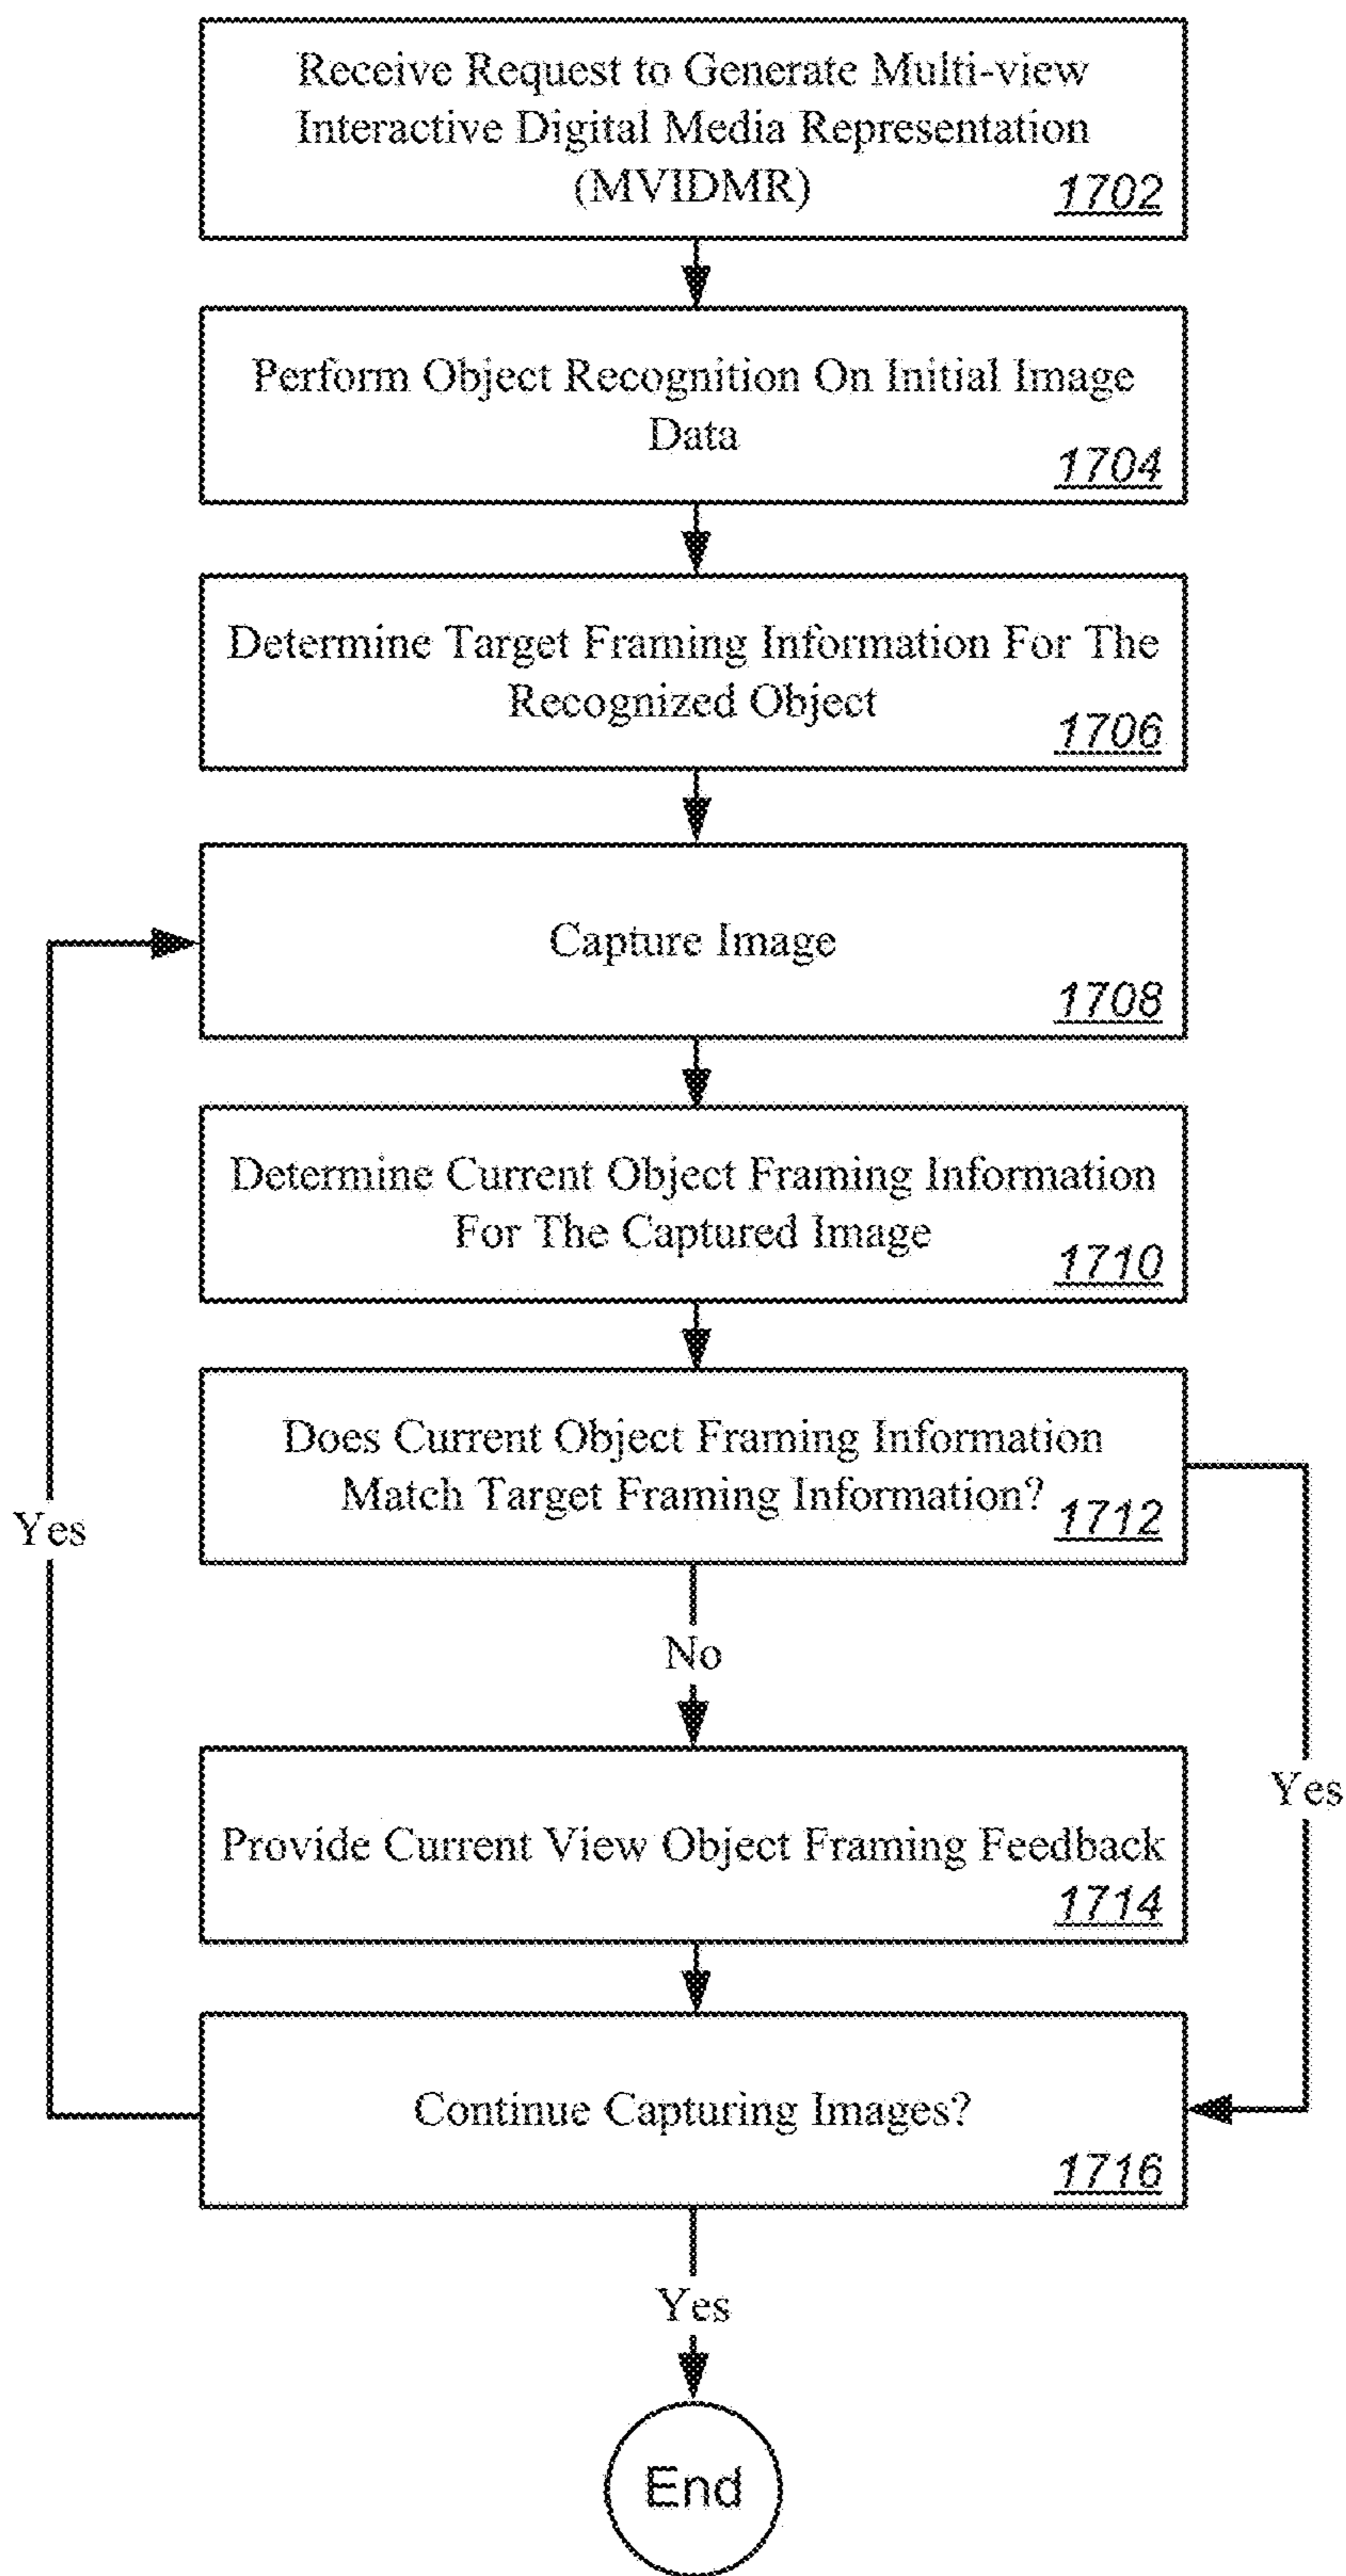 Receive Request to Generate Multi-view
Interactive Digital Media Representation
(MVIDMR)
1702
Perform Object Recognition On Initial Image
Data
1704
Determine Target Framing Information For The
Recognized Object
1706
Capture Image
1708
Determine Current Object Framing Information
For The Captured Image
1710
Does Current Object Framing Information
Match Target Framing Information?
1712
Yes
No
Yes
Provide Current View Object Framing Feedback
1714
Continue Capturing Images?
1716
Yes
End